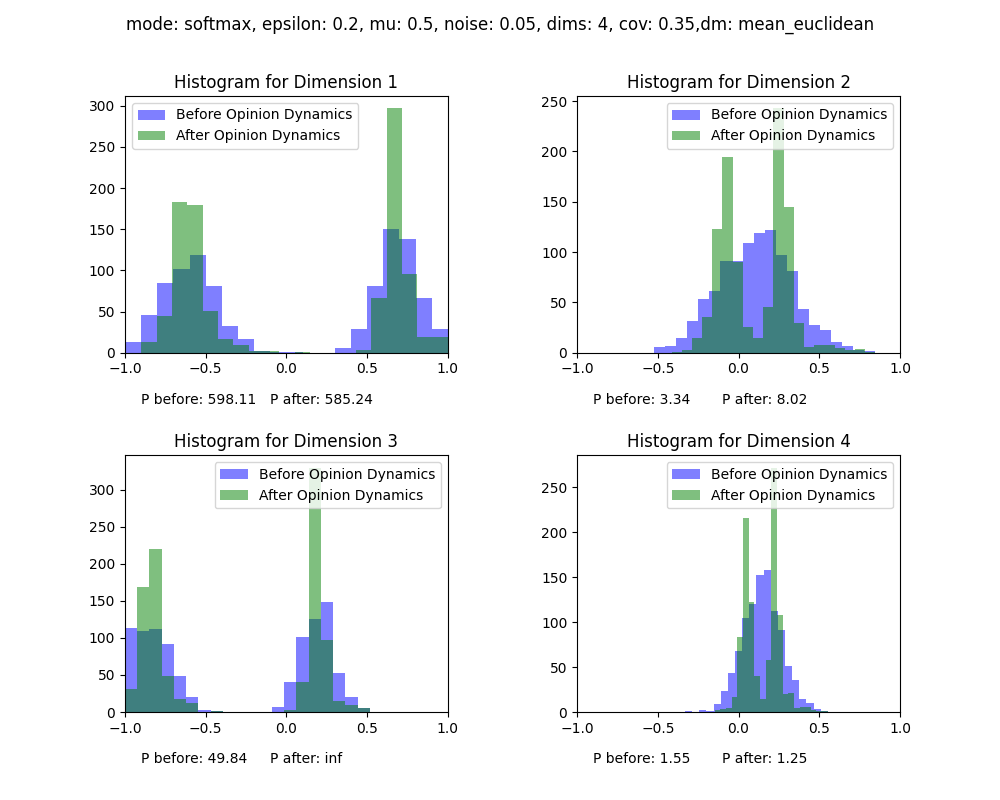 mode: softmax, epsilon: 0.2, mu: 0.5, noise: 0.05, dims: 4, cov: 0.35,dm: mean_euclidean
Histogram for Dimension 1
Before Opinion Dynamics
After Opinion Dynamics
300
250
200
150
100
50
0
−1.0 −0.5 0.0 0.5 1.0
P before: 598.11 P after: 585.24
Histogram for Dimension 2
Before Opinion Dynamics
After Opinion Dynamics
250
200
150
100
50
0
−1.0 −0.5 0.0 0.5 1.0
P before: 3.34 P after: 8.02
Histogram for Dimension 3
Before Opinion Dynamics
After Opinion Dynamics
300
250
200
150
100
50
0
−1.0 −0.5 0.0 0.5 1.0
P before: 49.84 P after: inf
Histogram for Dimension 4
Before Opinion Dynamics
After Opinion Dynamics
250
200
150
100
50
0
−1.0 −0.5 0.0 0.5 1.0
P before: 1.55 P after: 1.25